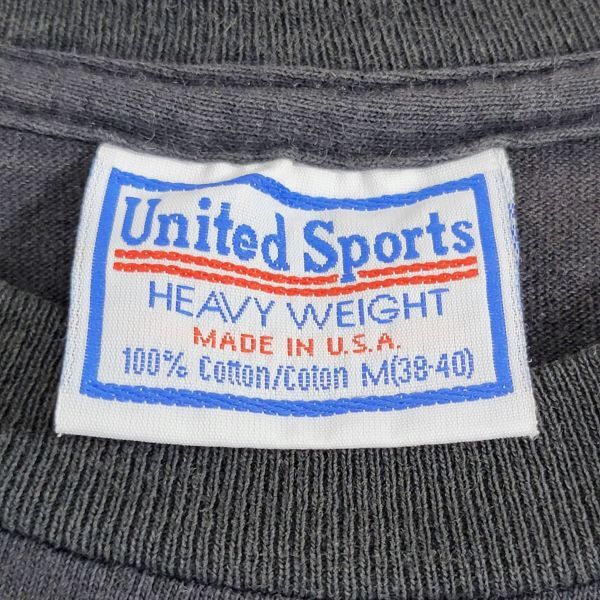 United Sports
HEAVY WEIGHT
MADE IN U.S.A.
100% Cotton/Coton M(38-40)